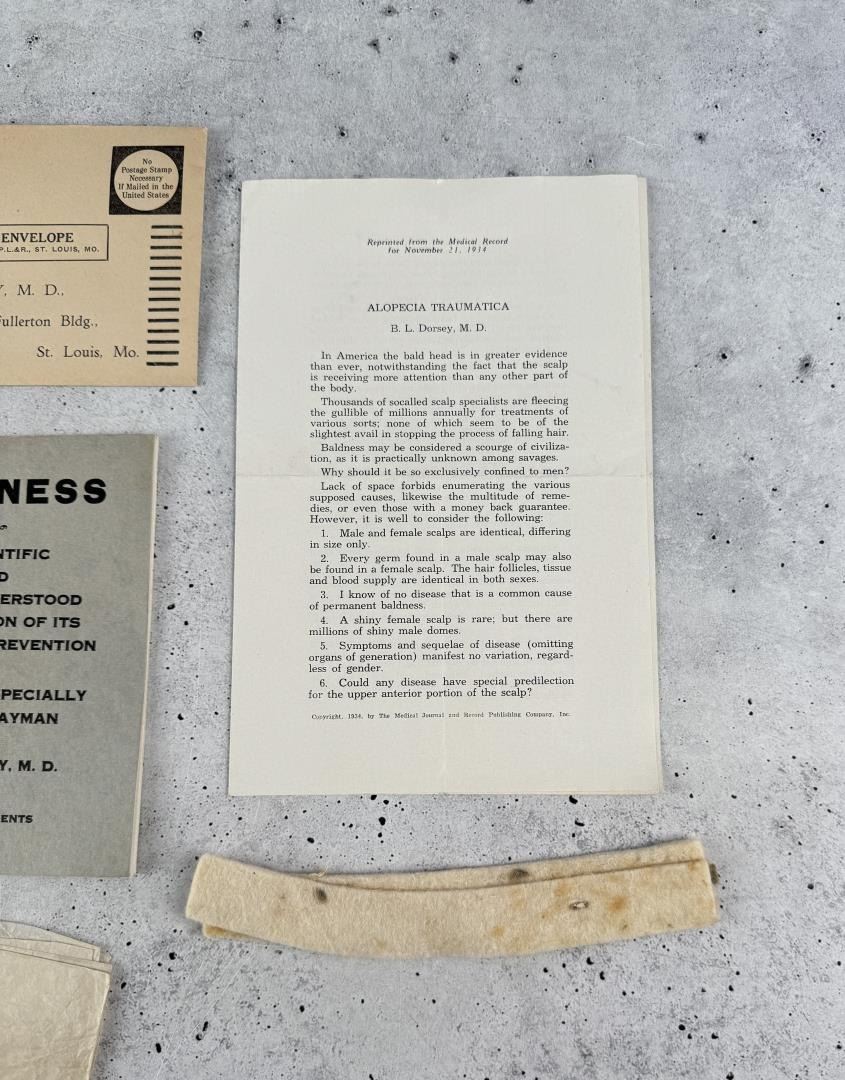 No
Postage Stamp
Necessary
If Mailed in the
United States
ENVELOPE
P.L.&R., ST. LOUIS, MO.
Y, M. D.,
Fullerton Bldg.,
St. Louis, Mo.
NESS
NTIFIC
D
ERSTOOD
ON OF ITS
REVENTION
PECIALLY
AYMAN
Y, M. D.
ENTS
Reprinted from the Medical Record
for November 21, 1934
ALOPECIA TRAUMATICA
B. L. Dorsey, M. D.
In America the bald head is in greater evidence
than ever, notwithstanding the fact that the scalp
is receiving more attention than any other part of
the body.
Thousands of socalled scalp specialists are fleecing
the gullible of millions annually for treatments of
various sorts; none of which seem to be of the
slightest avail in stopping the process of falling hair.
Baldness may be considered a scourge of civiliza-
tion, as it is practically unknown among savages.
Why should it be so exclusively confined to men?
Lack of space forbids enumerating the various
supposed causes, likewise the multitude of reme-
dies, or even those with a money back guarantee.
However, it is well to consider the following:
1. Male and female scalps are identical, differing
in size only.
2. Every germ found in a male scalp may also
be found in a female scalp. The hair follicles, tissue
and blood supply are identical in both sexes.
3. I know of no disease that is a common cause
of permanent baldness.
4. A shiny female scalp is rare; but there are
millions of shiny male domes.
5. Symptoms and sequelae of disease (omitting
organs of generation) manifest no variation, regard-
less of gender.
6. Could any disease have special predilection
for the upper anterior portion of the scalp?
Copyright, 1934, by The Medical Journal and Record Publishing Company, Inc.